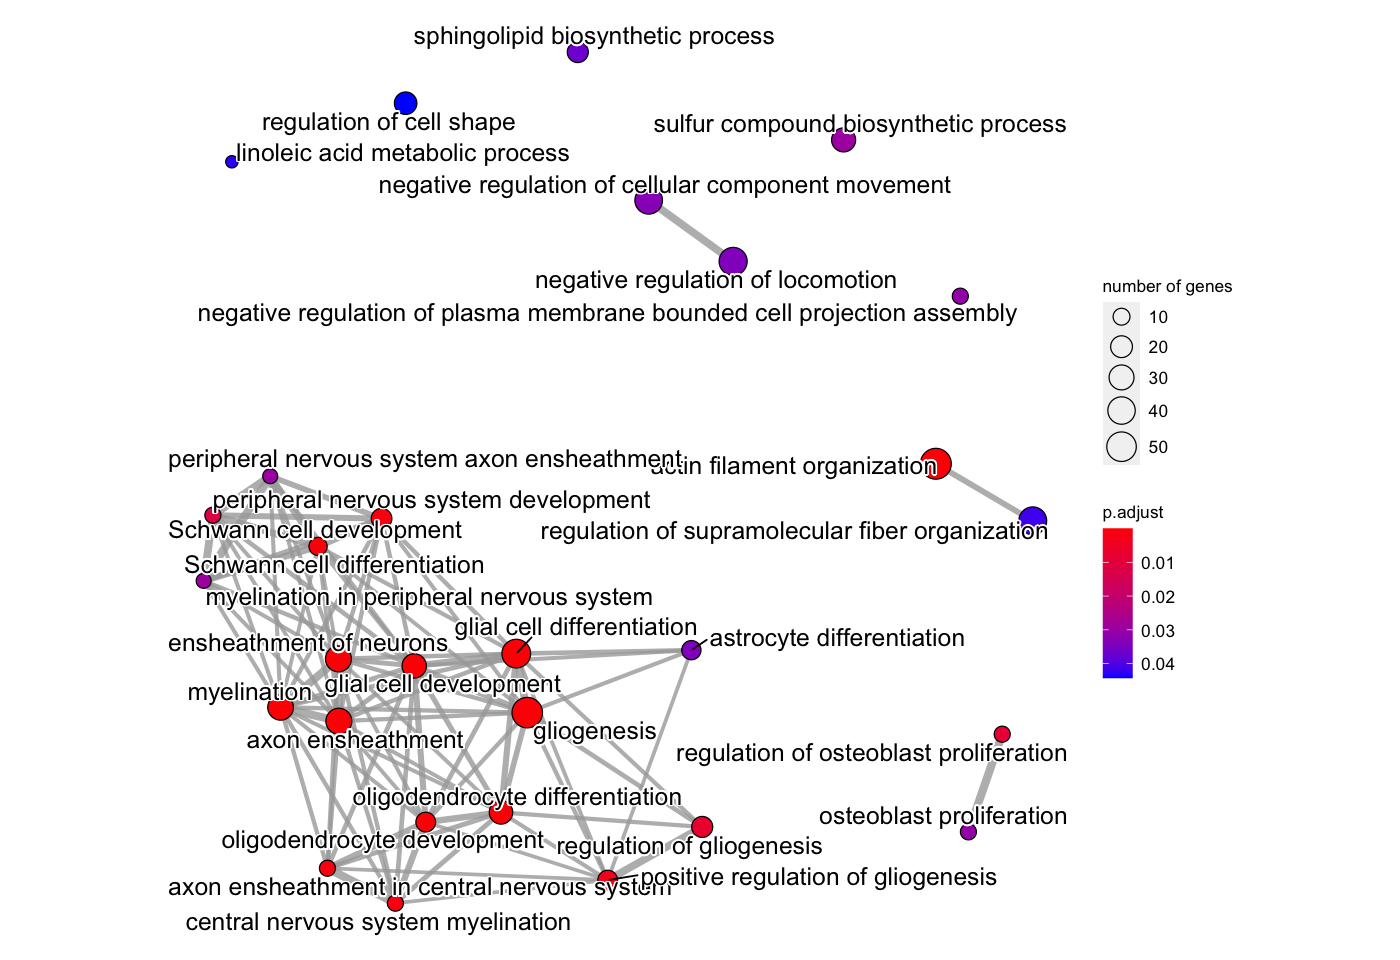 sphingolipid biosynthetic process
regulation of cell shape
sulfur compound biosynthetic process
linoleic acid metabolic process
negative regulation of cellular component movement
negative regulation of locomotion
negative regulation of plasma membrane bounded cell projection assembly
number of genes
10
20
30
40
50
peripheral nervous system axon ensheathment
actin filament organization
peripheral nervous system development
Schwann cell development
regulation of supramolecular fiber organization
Schwann cell differentiation
myelination in peripheral nervous system
p.adjust
0.01
0.02
0.03
0.04
glial cell differentiation
astrocyte differentiation
ensheathment of neurons
glial cell development
myelination
gliogenesis
axon ensheathment
regulation of osteoblast proliferation
oligodendrocyte differentiation
osteoblast proliferation
oligodendrocyte development
regulation of gliogenesis
positive regulation of gliogenesis
axon ensheathment in central nervous system
central nervous system myelination